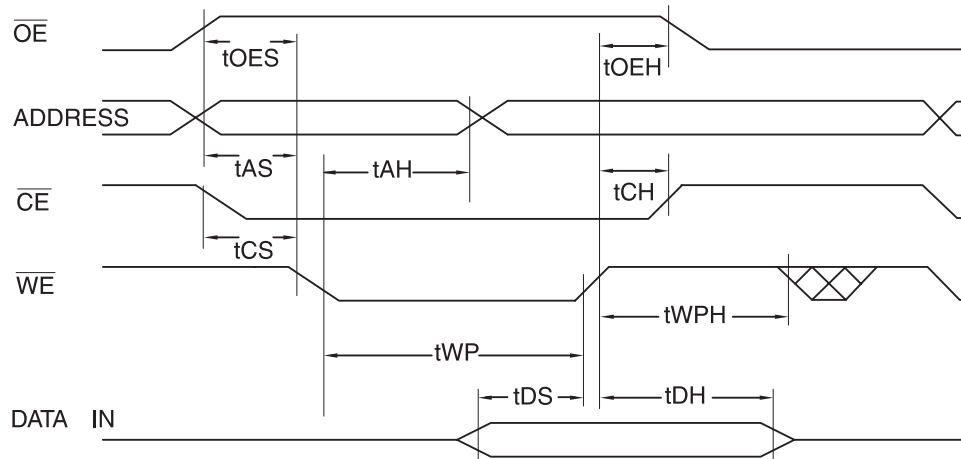 OE
tOES
tOEH
ADDRESS
tAS
tAH
tCH
CE
tCS
WE
tWPH
tWP
tDS
tDH
DATA IN